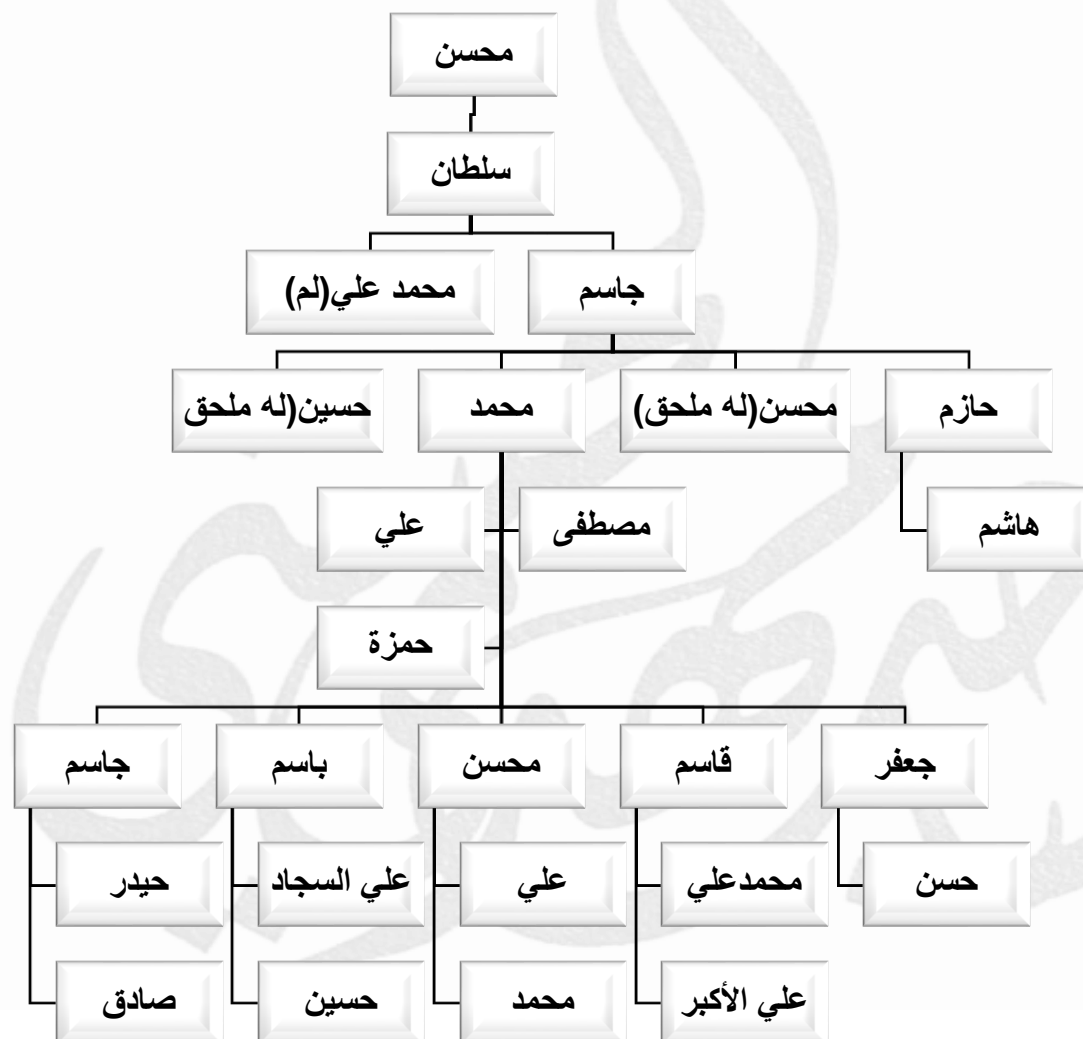 محسن
سلطان
جاسم
محمد علي(لم)
حازم
محسن(له ملحق)
محمد
حسين(له ملحق
هاشم
مصطفى
علي
حمزة
جعفر
قاسم
محسن
باسم
جاسم
حسن
محمدعلي
علي
علي السجاد
حيدر
علي الأكبر
محمد
حسين
صادق